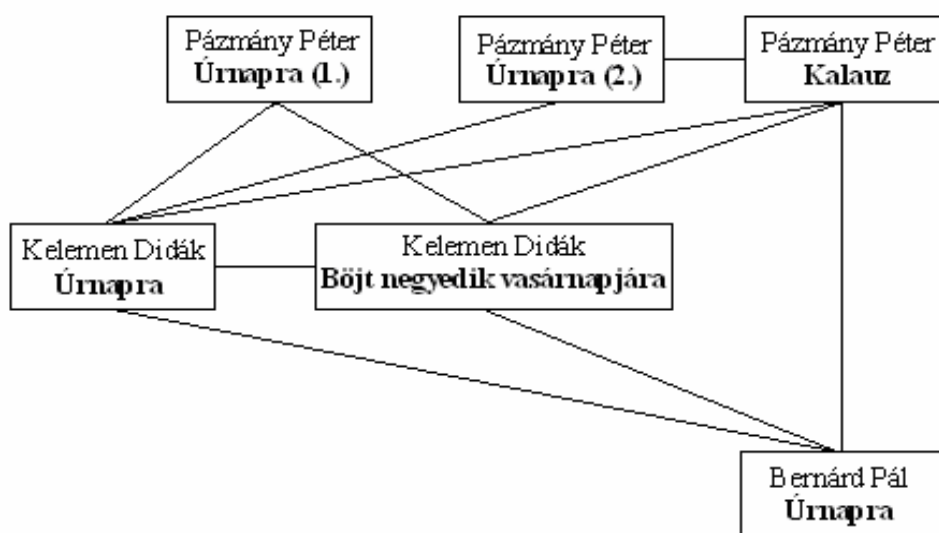 Pázmány Péter
Úrnapra (1.)
Pázmány Péter
Úrnapra (2.)
Pázmány Péter
Kalauz
Kelemen Didák
Úrnapra
Kelemen Didák
Böjt negyedik vasárnapjára
Bernárd Pál
Úrnapra